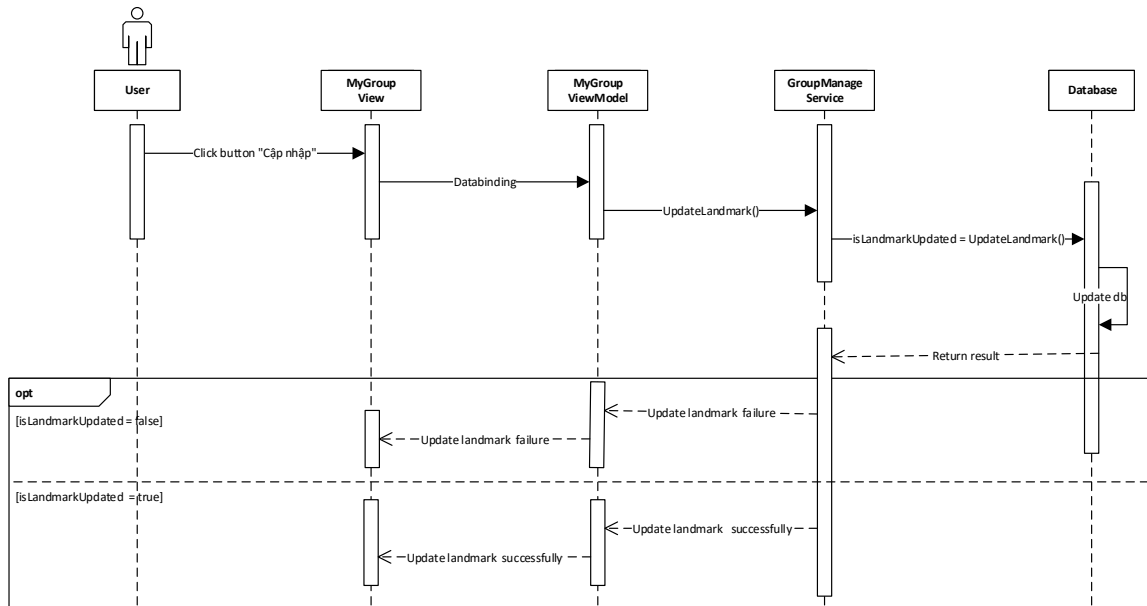 User
MyGroup
View
MyGroup
ViewModel
GroupManage
Service
Database
Click button "Cập nhập"
Databinding
UpdateLandmark()
isLandmarkUpdated = UpdateLandmark()
Update db
Return result
opt
[isLandmarkUpdated = false]
Update landmark failure
Update landmark failure
[isLandmarkUpdated = true]
Update landmark successfully
Update landmark successfully